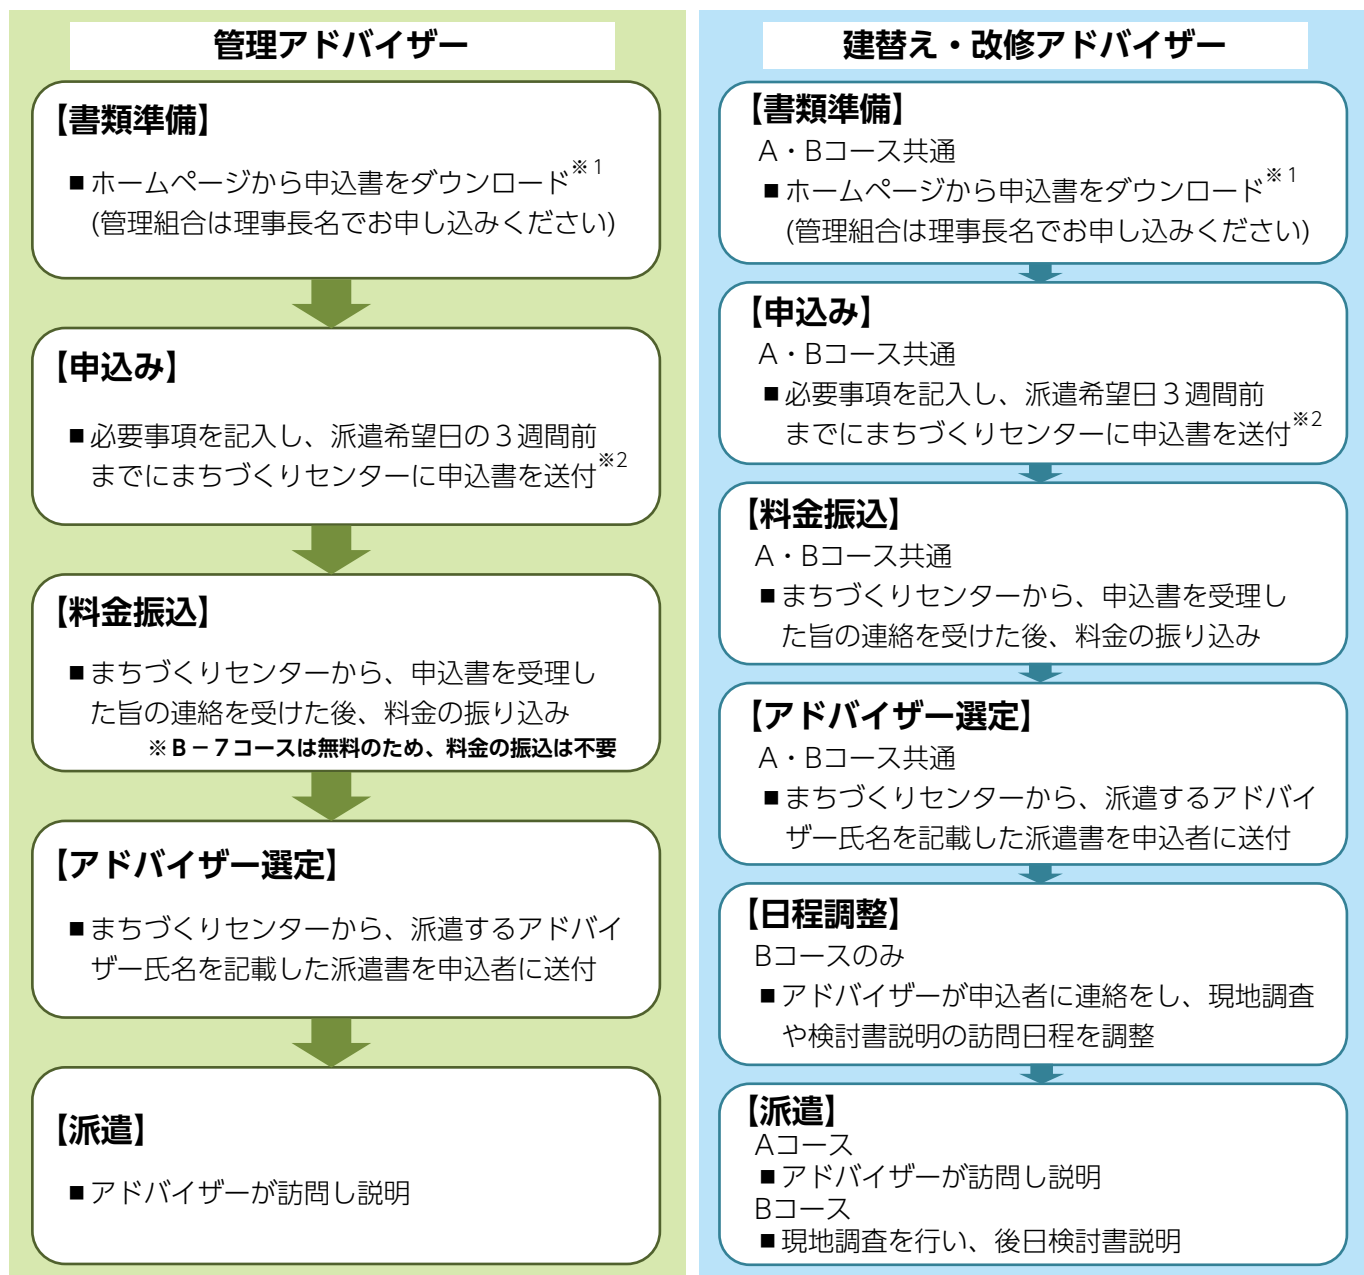 管理アドバイザー
【書類準備】
■ホームページから申込書をダウンロード※1
(管理組合は理事長名でお申し込みください)
【申込み】
■必要事項を記入し、派遣希望日の３週間前
までにまちづくりセンターに申込書を送付※2
【料金振込】
■まちづくりセンターから、申込書を受理し
た旨の連絡を受けた後、料金の振り込み
※Ｂ－７コースは無料のため、料金の振込は不要
【アドバイザー選定】
■まちづくりセンターから、派遣するアドバイ
ザー氏名を記載した派遣書を申込者に送付
【派遣】
■アドバイザーが訪問し説明
建替え・改修アドバイザー
【書類準備】
A・Bコース共通
■ホームページから申込書をダウンロード※1
(管理組合は理事長名でお申し込みください)
【申込み】
A・Bコース共通
■必要事項を記入し、派遣希望日３週間前
までにまちづくりセンターに申込書を送付※2
【料金振込】
A・Bコース共通
■まちづくりセンターから、申込書を受理し
た旨の連絡を受けた後、料金の振り込み
【アドバイザー選定】
A・Bコース共通
■まちづくりセンターから、派遣するアドバイ
ザー氏名を記載した派遣書を申込者に送付
【日程調整】
Bコースのみ
■アドバイザーが申込者に連絡をし、現地調査
や検討書説明の訪問日程を調整
【派遣】
Aコース
■アドバイザーが訪問し説明
Bコース
■現地調査を行い、後日検討書説明